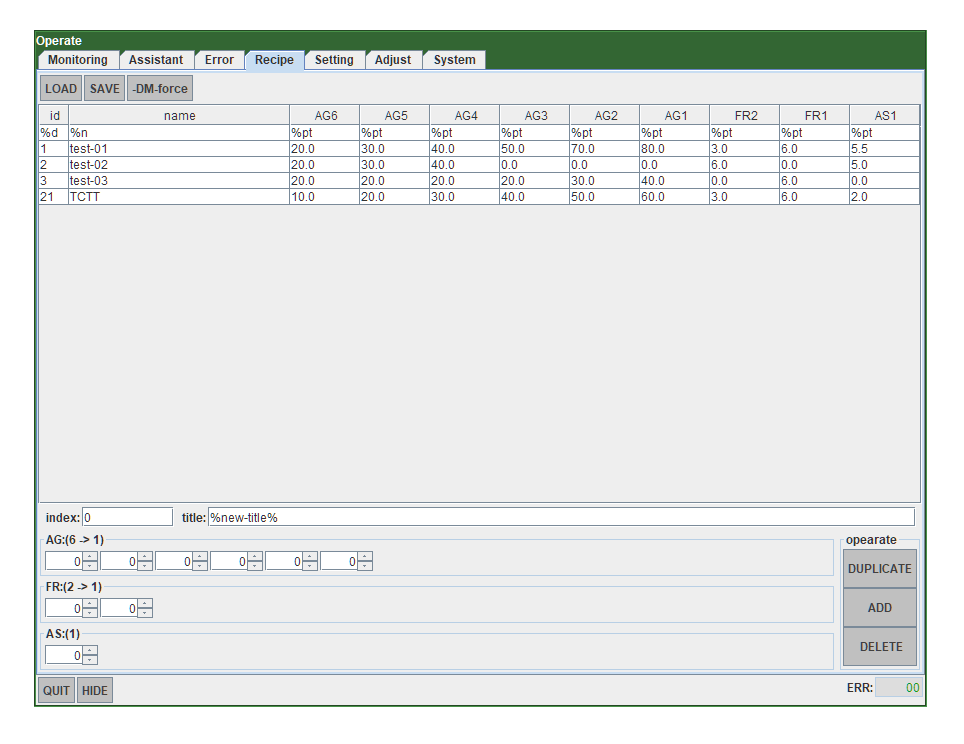 Operate
Monitoring Assistant Error Recipe Setting Adjust System
LOAD SAVE -DM-force
id name AG6 AG5 AG4 AG3 AG2 AG1 FR2 FR1 AS1
%d %n %pt %pt %pt %pt %pt %pt %pt %pt %pt
1 test-01 20.0 30.0 40.0 50.0 70.0 80.0 3.0 6.0 5.5
2 test-02 20.0 30.0 40.0 0.0 0.0 0.0 6.0 0.0 5.0
3 test-03 20.0 20.0 20.0 20.0 30.0 40.0 0.0 6.0 0.0
21 TCTT 10.0 20.0 30.0 40.0 50.0 60.0 3.0 6.0 2.0
index: 0 title: %new-title%
AG:(6 -> 1)
0 0 0 0 0 0
FR:(2 -> 1)
0 0
AS:(1)
0
opearate
DUPLICATE
ADD
DELETE
QUIT HIDE ERR: 00